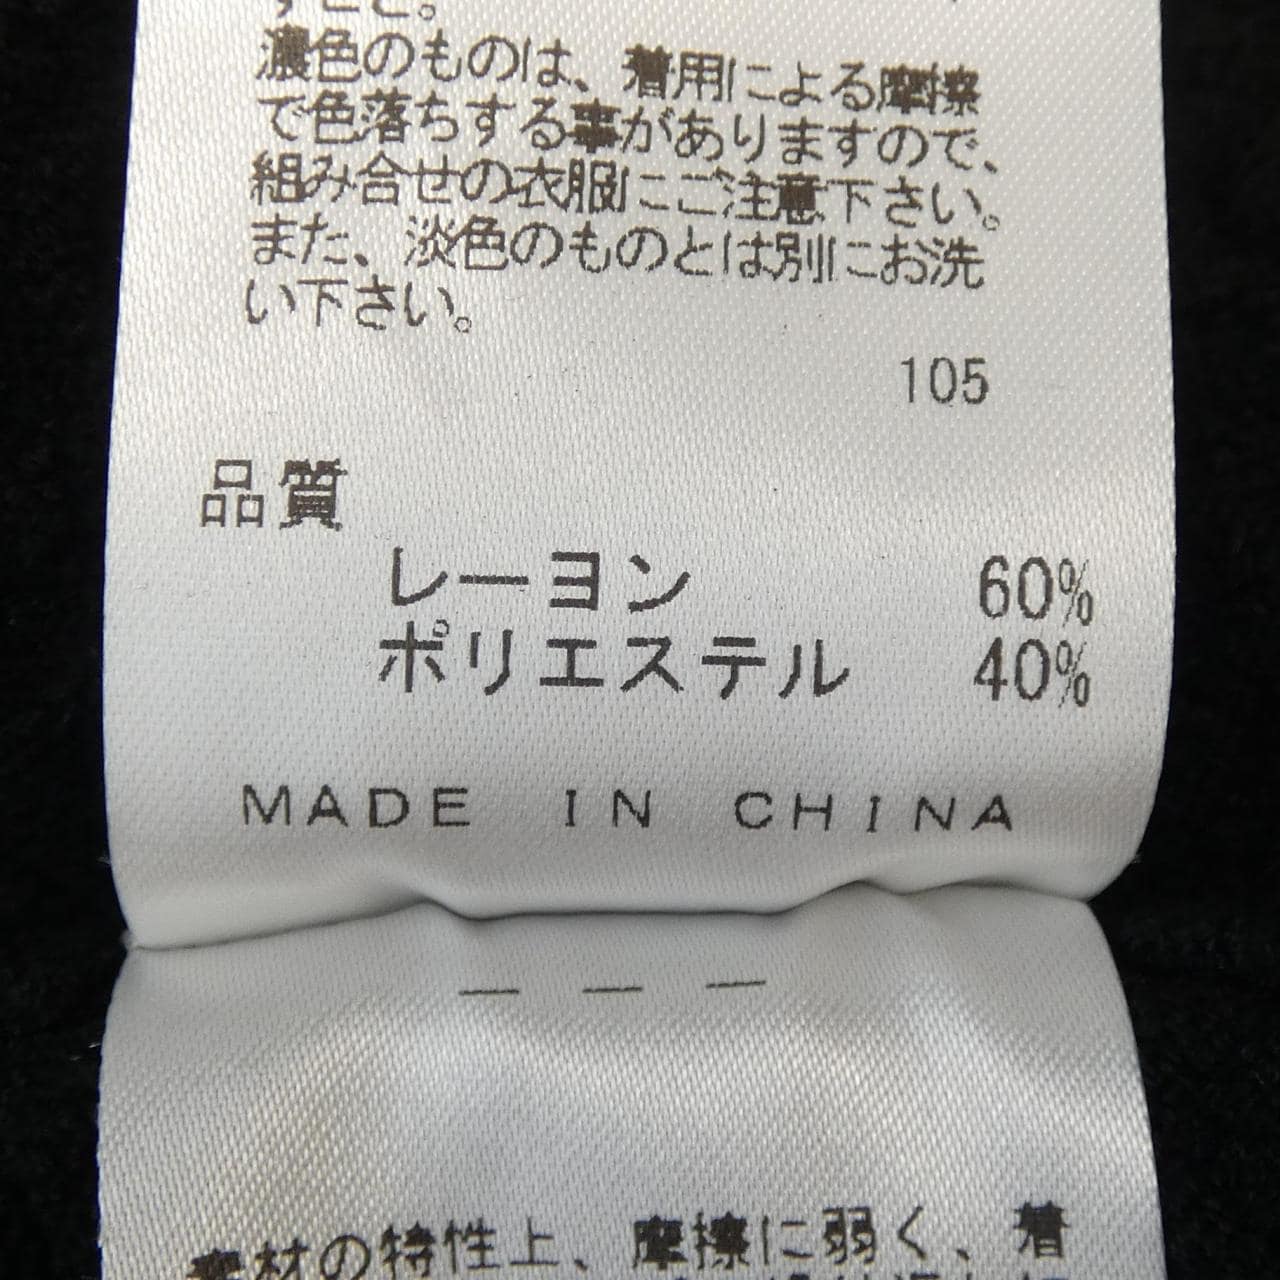 すこと。
濃色のものは、着用による摩擦
で色落ちする事がありますので、
組み合せの衣服にご注意下さい。
また、淡色のものとは別にお洗
い下さい。
105
品質
レーヨン 60%
ポリエステル 40%
MADE IN CHINA
— — —
素材の特性上、摩擦に弱く、着